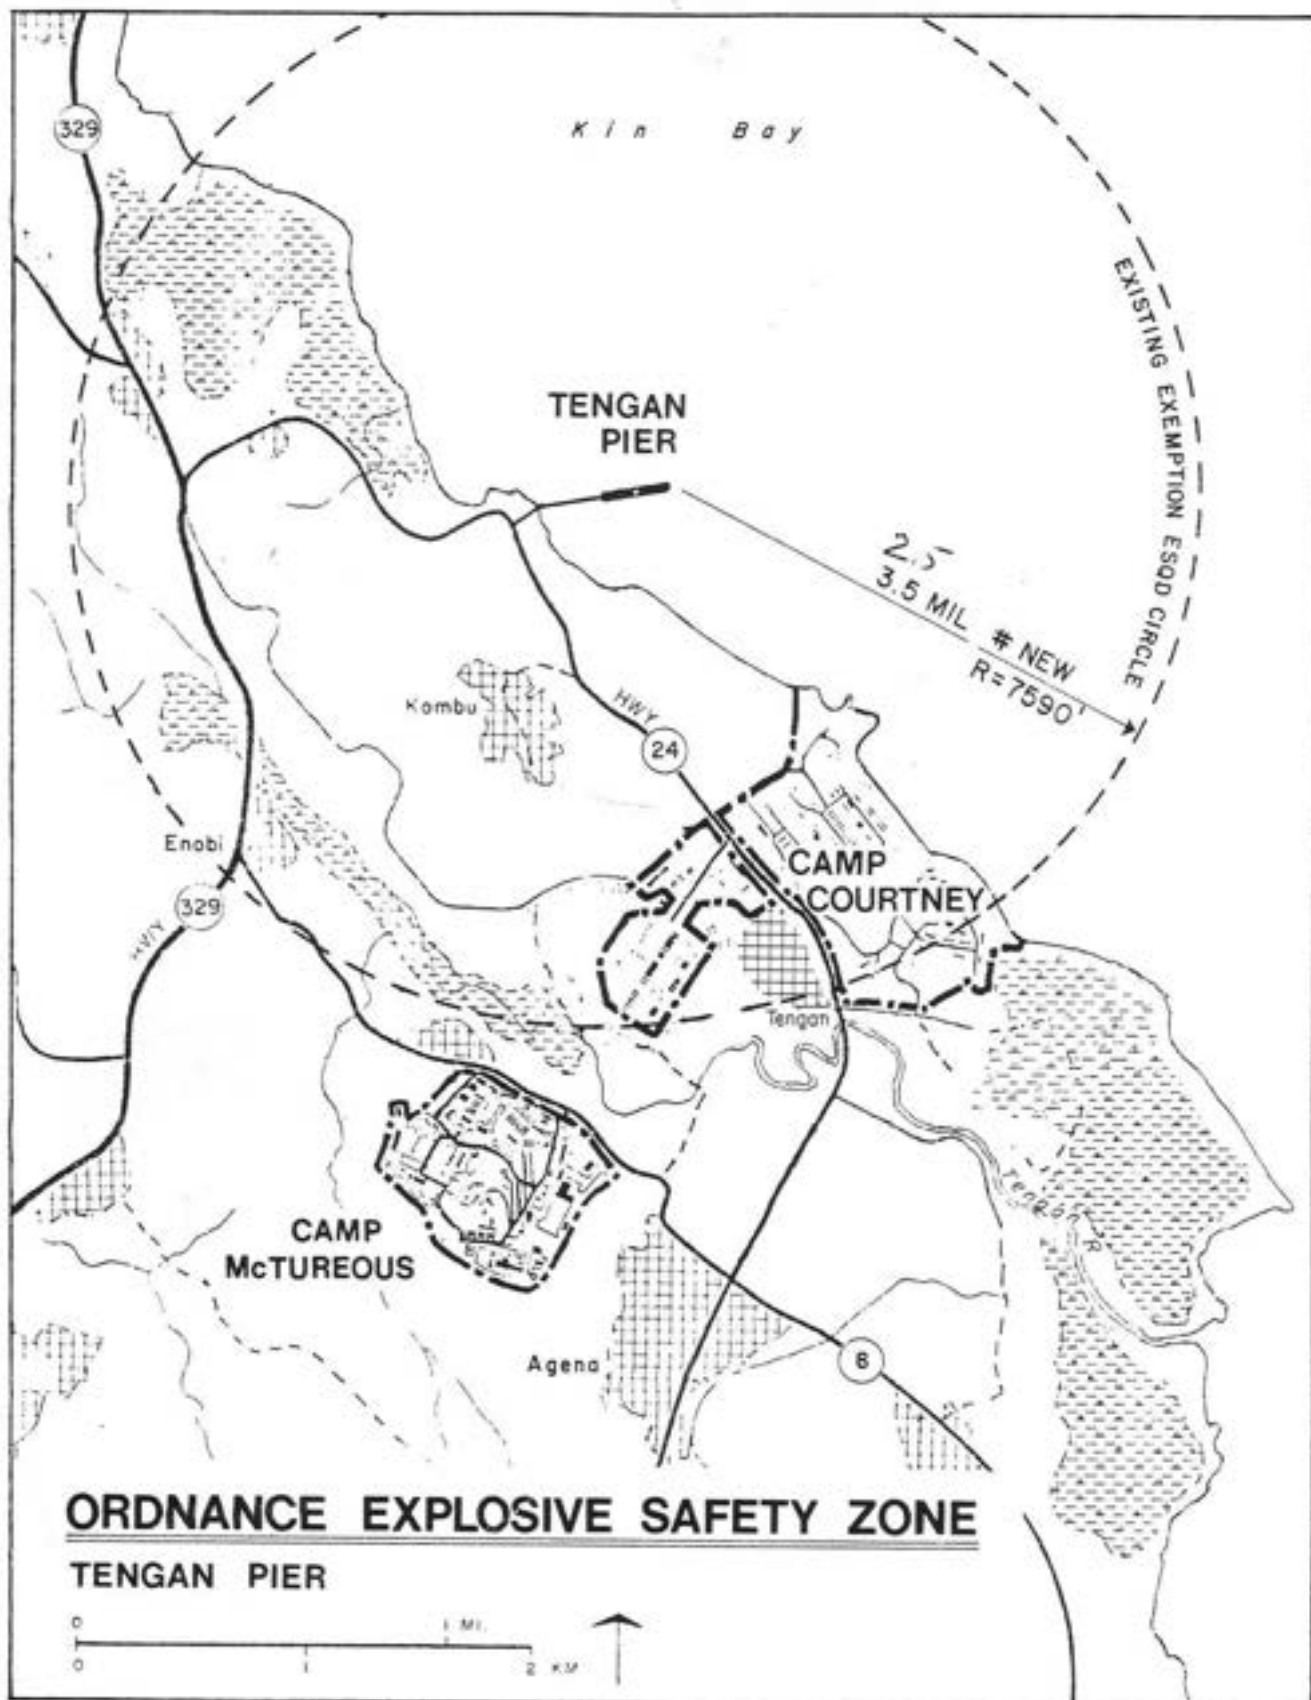 329
Kin Bay
EXISTING EXEMPTION ESQD CIRCLE
TENGAN
PIER
2.5
3.5 MIL # NEW
R=7590'
Kombu
HWY
24
Enobi
329
HWY
CAMP
COURTNEY
Tengan
Tengan R
CAMP
McTUREOUS
Agena
8
ORDNANCE EXPLOSIVE SAFETY ZONE
TENGAN PIER
0 1 MI.
0 1 2 KM